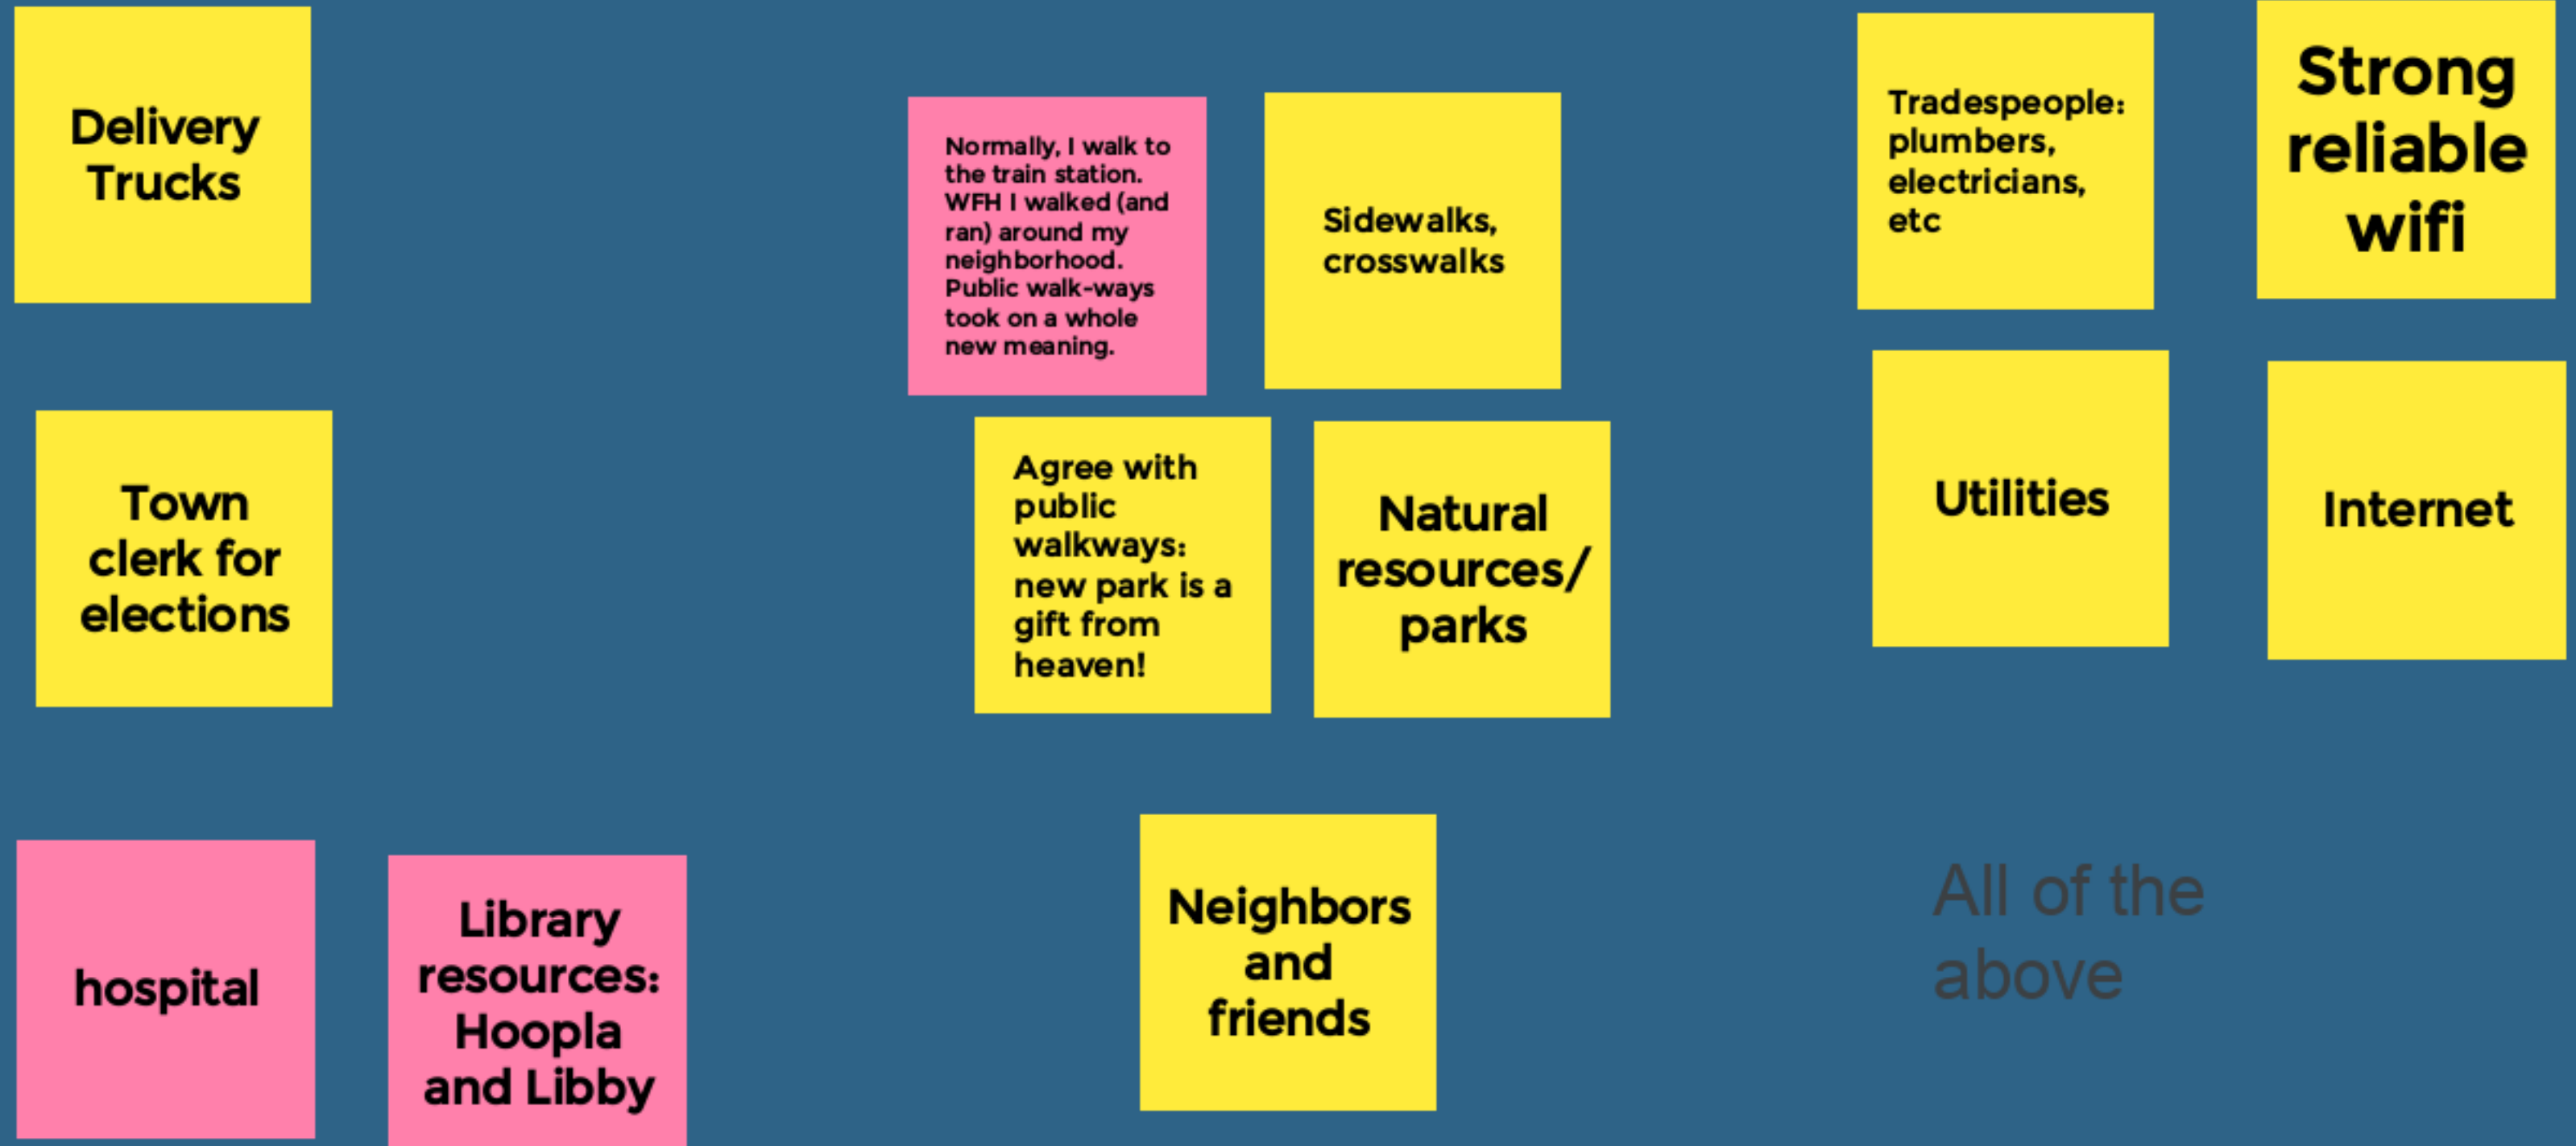 Delivery
Trucks
Normally, I walk to
the train station.
WFH I walked (and
ran) around my
neighborhood.
Public walk-ways
took on a whole
new meaning.
Sidewalks,
crosswalks
Tradespeople:
plumbers,
electricians,
etc
Strong
reliable
wifi
Town
clerk for
elections
Agree with
public
walkways:
new park is a
gift from
heaven!
Natural
resources/
parks
Utilities
Internet
hospital
Library
resources:
Hoopla
and Libby
Neighbors
and
friends
All of the
above